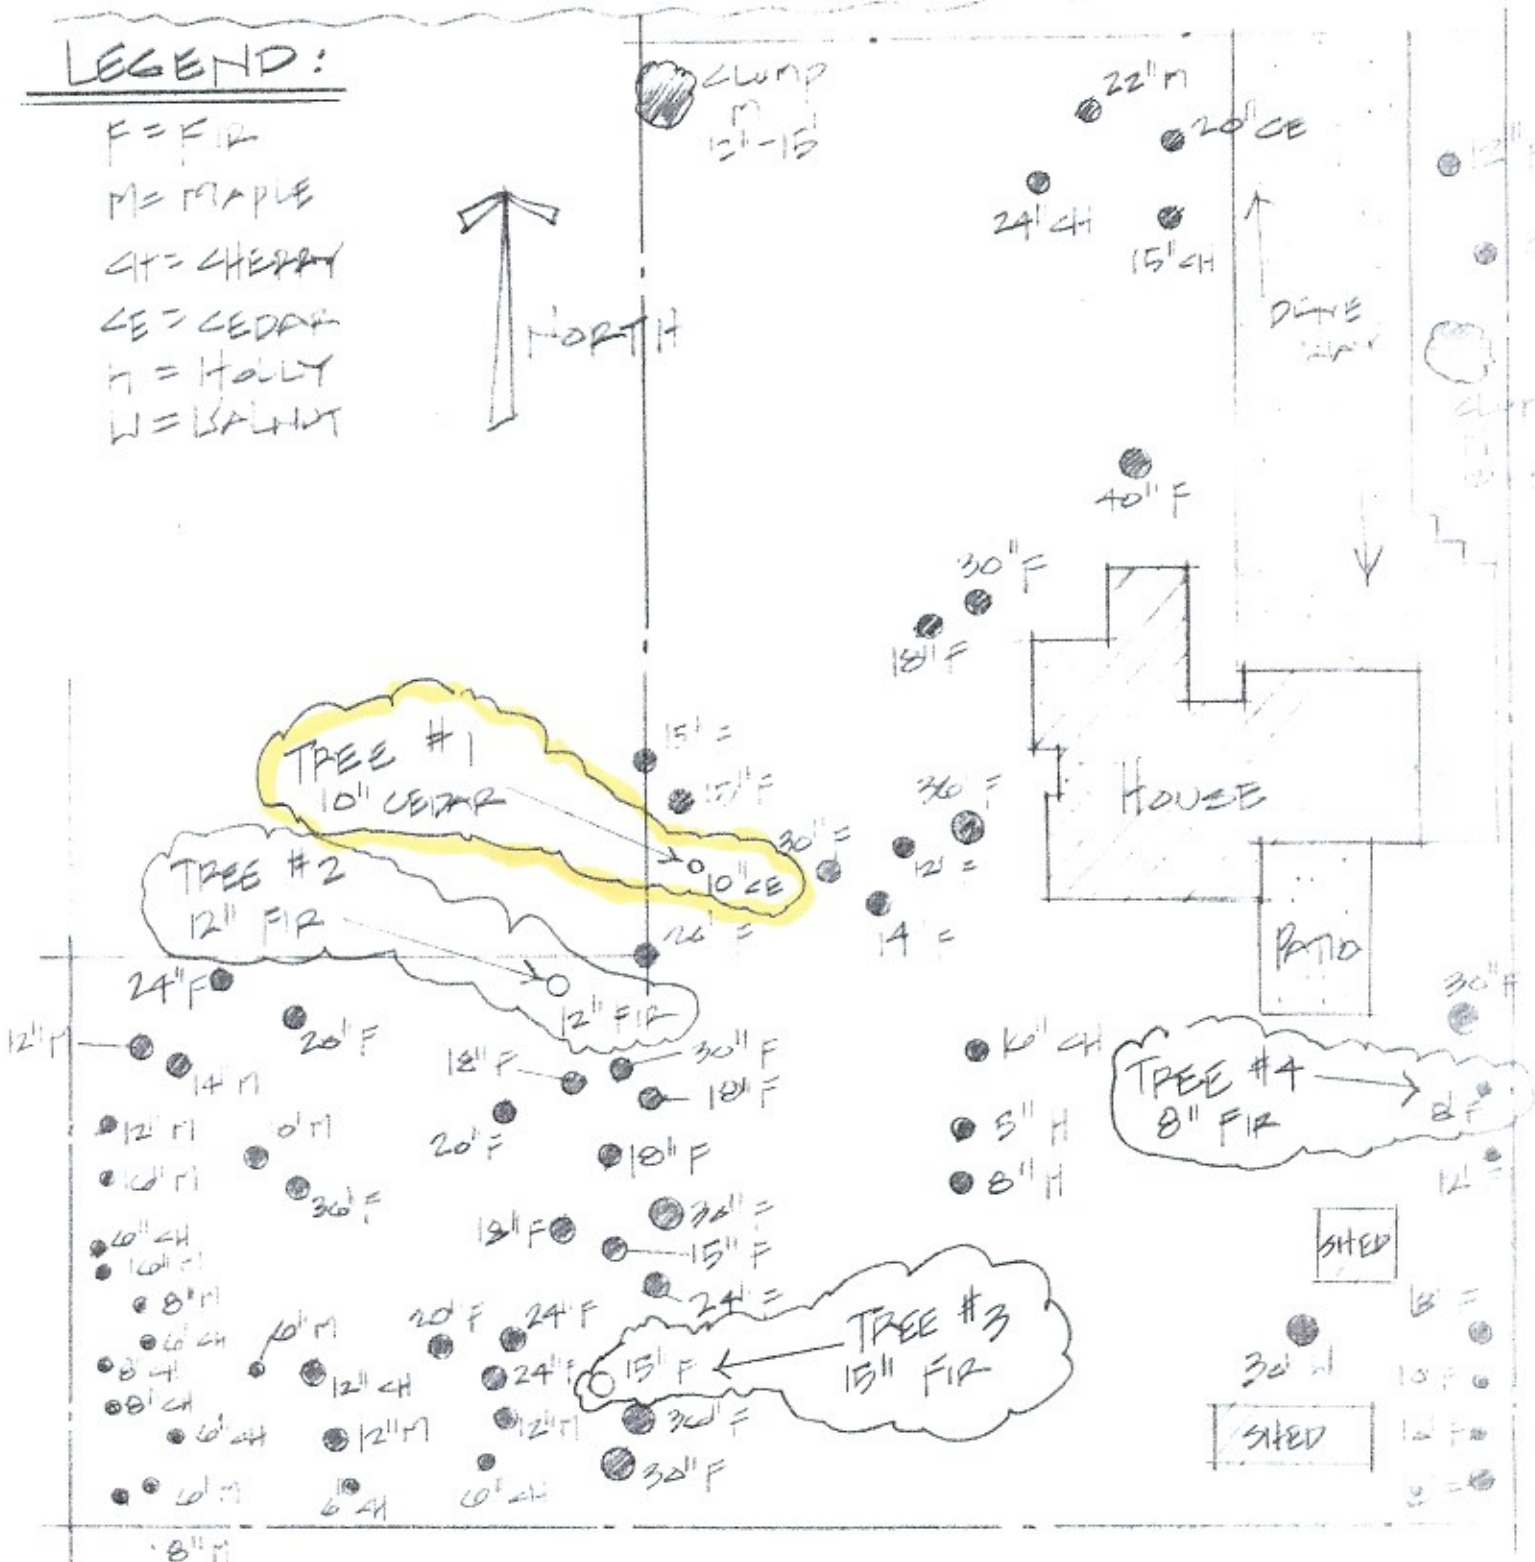 LEGEND:
F = FIR
M = MAPLE
CH = CHERRY
CE = CEDAR
H = HOLLY
W = WALNUT
NORTH
CLUMP
M
12"-15"
22"M
20"CE
24"CH
15"CH
DRIVE
WAY
40"F
30"F
18"F
TREE #1
10" CEDAR
10"CE
15"F
15"F
30"F
36"F
12"F
14"F
HOUSE
PATIO
TREE #2
12" FIR
12" FIR
24"F
20"F
14"M
12"M
36"F
18"F
30"F
18"F
20"F
18"F
16" CH
5" H
8" H
30"F
TREE #4
8" FIR
8"F
12"F
18"F
15"F
24"F
SHED
6"CH
8"M
6"CH
8"CH
8"CH
6"M
12"CH
20"F
24"F
24"F
15"F
TREE #3
15" FIR
30"W
18"F
6"CH
12"M
12"M
30"F
SHED
6"M
6"CH
6"CH
8"M